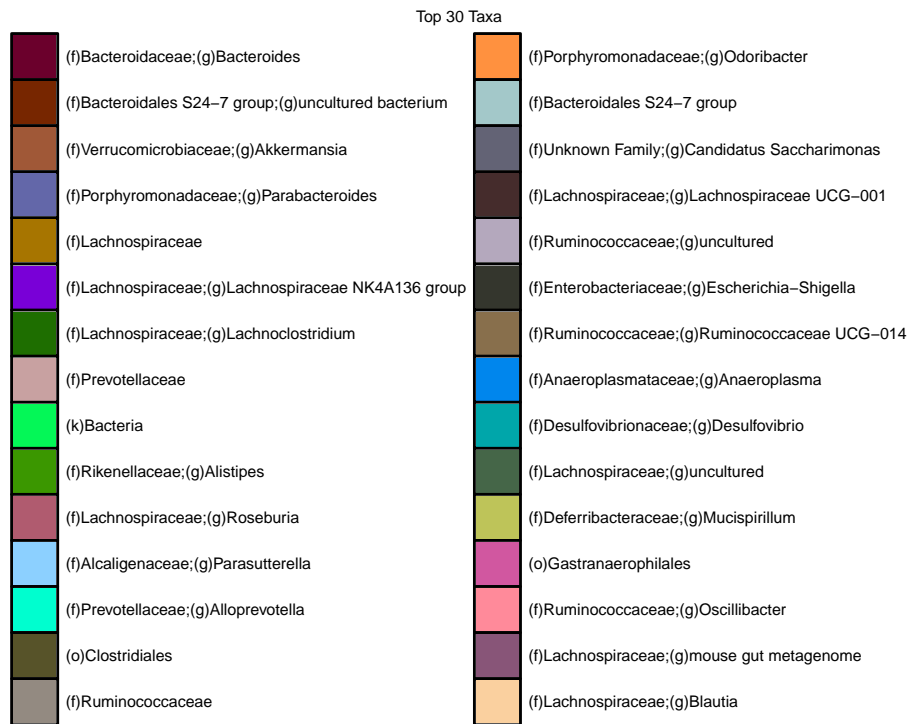 Top 30 Taxa
(f)Bacteroidaceae;(g)Bacteroides
(f)Bacteroidales S24−7 group;(g)uncultured bacterium
(f)Verrucomicrobiaceae;(g)Akkermansia
(f)Porphyromonadaceae;(g)Parabacteroides
(f)Lachnospiraceae
(f)Lachnospiraceae;(g)Lachnospiraceae NK4A136 group
(f)Lachnospiraceae;(g)Lachnoclostridium
(f)Prevotellaceae
(k)Bacteria
(f)Rikenellaceae;(g)Alistipes
(f)Lachnospiraceae;(g)Roseburia
(f)Alcaligenaceae;(g)Parasutterella
(f)Prevotellaceae;(g)Alloprevotella
(o)Clostridiales
(f)Ruminococcaceae
(f)Porphyromonadaceae;(g)Odoribacter
(f)Bacteroidales S24−7 group
(f)Unknown Family;(g)Candidatus Saccharimonas
(f)Lachnospiraceae;(g)Lachnospiraceae UCG−001
(f)Ruminococcaceae;(g)uncultured
(f)Enterobacteriaceae;(g)Escherichia−Shigella
(f)Ruminococcaceae;(g)Ruminococcaceae UCG−014
(f)Anaeroplasmataceae;(g)Anaeroplasma
(f)Desulfovibrionaceae;(g)Desulfovibrio
(f)Lachnospiraceae;(g)uncultured
(f)Deferribacteraceae;(g)Mucispirillum
(o)Gastranaerophilales
(f)Ruminococcaceae;(g)Oscillibacter
(f)Lachnospiraceae;(g)mouse gut metagenome
(f)Lachnospiraceae;(g)Blautia